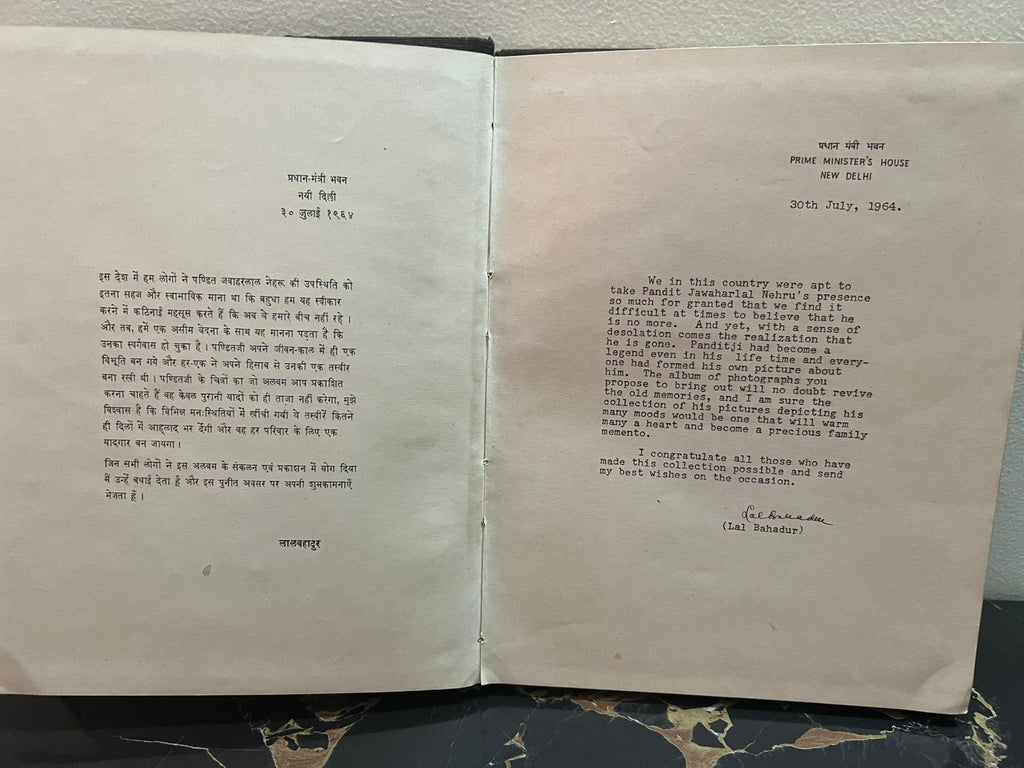 प्रधान-मंत्री भवन
नयी दिल्ली
३० जुलाई १९६४
इस देश में हम लोगों ने पण्डित जवाहरलाल नेहरू की उपस्थिति को
इतना सहज और स्वाभाविक माना था कि बहुधा हम यह स्वीकार
करने में कठिनाई महसूस करते हैं कि अब वे हमारे बीच नहीं रहे ।
और तब, हमें एक असीम वेदना के साथ यह मानना पड़ता है कि
उनका स्वर्गवास हो चुका है । पण्डितजी अपने जीवन-काल में ही एक
विभूति बन गये और हर-एक ने अपने हिसाब से उनकी एक तस्वीर
बना रखी थी । पण्डितजी के चित्रों का जो अलबम आप प्रकाशित
करना चाहते हैं वह केवल पुरानी यादों को ही ताज़ा नहीं करेगा, मुझे
विश्वास है कि विभिन्न मनःस्थितियों में खींची गयी ये तस्वीरें कितने
ही दिलों में आह्लाद भर देंगी और वह हर परिवार के लिए एक
यादगार बन जायगा ।
जिन सभी लोगों ने इस अलबम के संकलन एवं प्रकाशन में योग दिया
मैं उन्हें बधाई देता हूँ और इस पुनीत अवसर पर अपनी शुभकामनाएँ
भेजता हूँ ।
लालबहादुर
प्रधान मंत्री भवन
PRIME MINISTER'S HOUSE
NEW DELHI
30th July, 1964.
We in this country were apt to
take Pandit Jawaharlal Nehru's presence
so much for granted that we find it
difficult at times to believe that he
is no more. And yet, with a sense of
desolation comes the realization that
he is gone. Panditji had become a
legend even in his life time and every-
one had formed his own picture about
him. The album of photographs you
propose to bring out will no doubt revive
the old memories, and I am sure the
collection of his pictures depicting his
many moods would be one that will warm
many a heart and become a precious family
memento.
I congratulate all those who have
made this collection possible and send
my best wishes on the occasion.
Lal Bahadur
(Lal Bahadur)